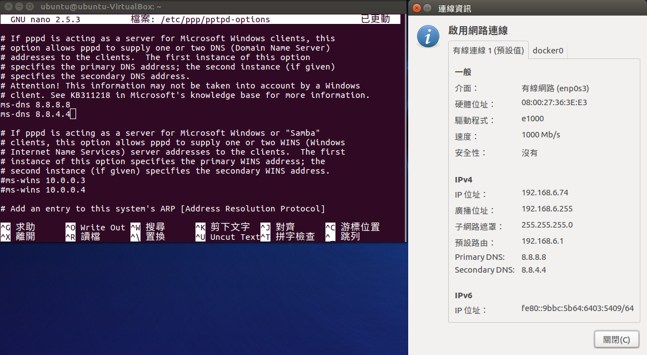 ubuntu@ubuntu-VirtualBox: ~
GNU nano 2.5.3 檔案: /etc/ppp/pptpd-options 已更動
# If pppd is acting as a server for Microsoft Windows clients, this
# option allows pppd to supply one or two DNS (Domain Name Server)
# addresses to the clients.  The first instance of this option
# specifies the primary DNS address; the second instance (if given)
# specifies the secondary DNS address.
# Attention! This information may not be taken into account by a Windows
# client. See KB311218 in Microsoft's knowledge base for more information.
ms-dns 8.8.8.8
ms-dns 8.8.4.4
# If pppd is acting as a server for Microsoft Windows or "Samba"
# clients, this option allows pppd to supply one or two WINS (Windows
# Internet Name Services) server addresses to the clients.  The first
# instance of this option specifies the primary WINS address; the
# second instance (if given) specifies the secondary WINS address.
#ms-wins 10.0.0.3
#ms-wins 10.0.0.4
# Add an entry to this system's ARP [Address Resolution Protocol]
^G 求助 ^O Write Out ^W 搜尋 ^K 剪下文字 ^J 對齊 ^C 游標位置
^X 離開 ^R 讀檔 ^\ 置換 ^U Uncut Text ^T 拼字檢查 ^_ 跳列
連線資訊
啟用網路連線
有線連線 1 (預設值) docker0
一般
介面： 有線網路 (enp0s3)
硬體位址： 08:00:27:36:3E:E3
驅動程式： e1000
速度： 1000 Mb/s
安全性： 沒有
IPv4
IP 位址： 192.168.6.74
廣播位址： 192.168.6.255
子網路遮罩： 255.255.255.0
預設路由： 192.168.6.1
Primary DNS: 8.8.8.8
Secondary DNS: 8.8.4.4
IPv6
IP 位址： fe80::9bbc:5b64:6403:5409/64
關閉(C)